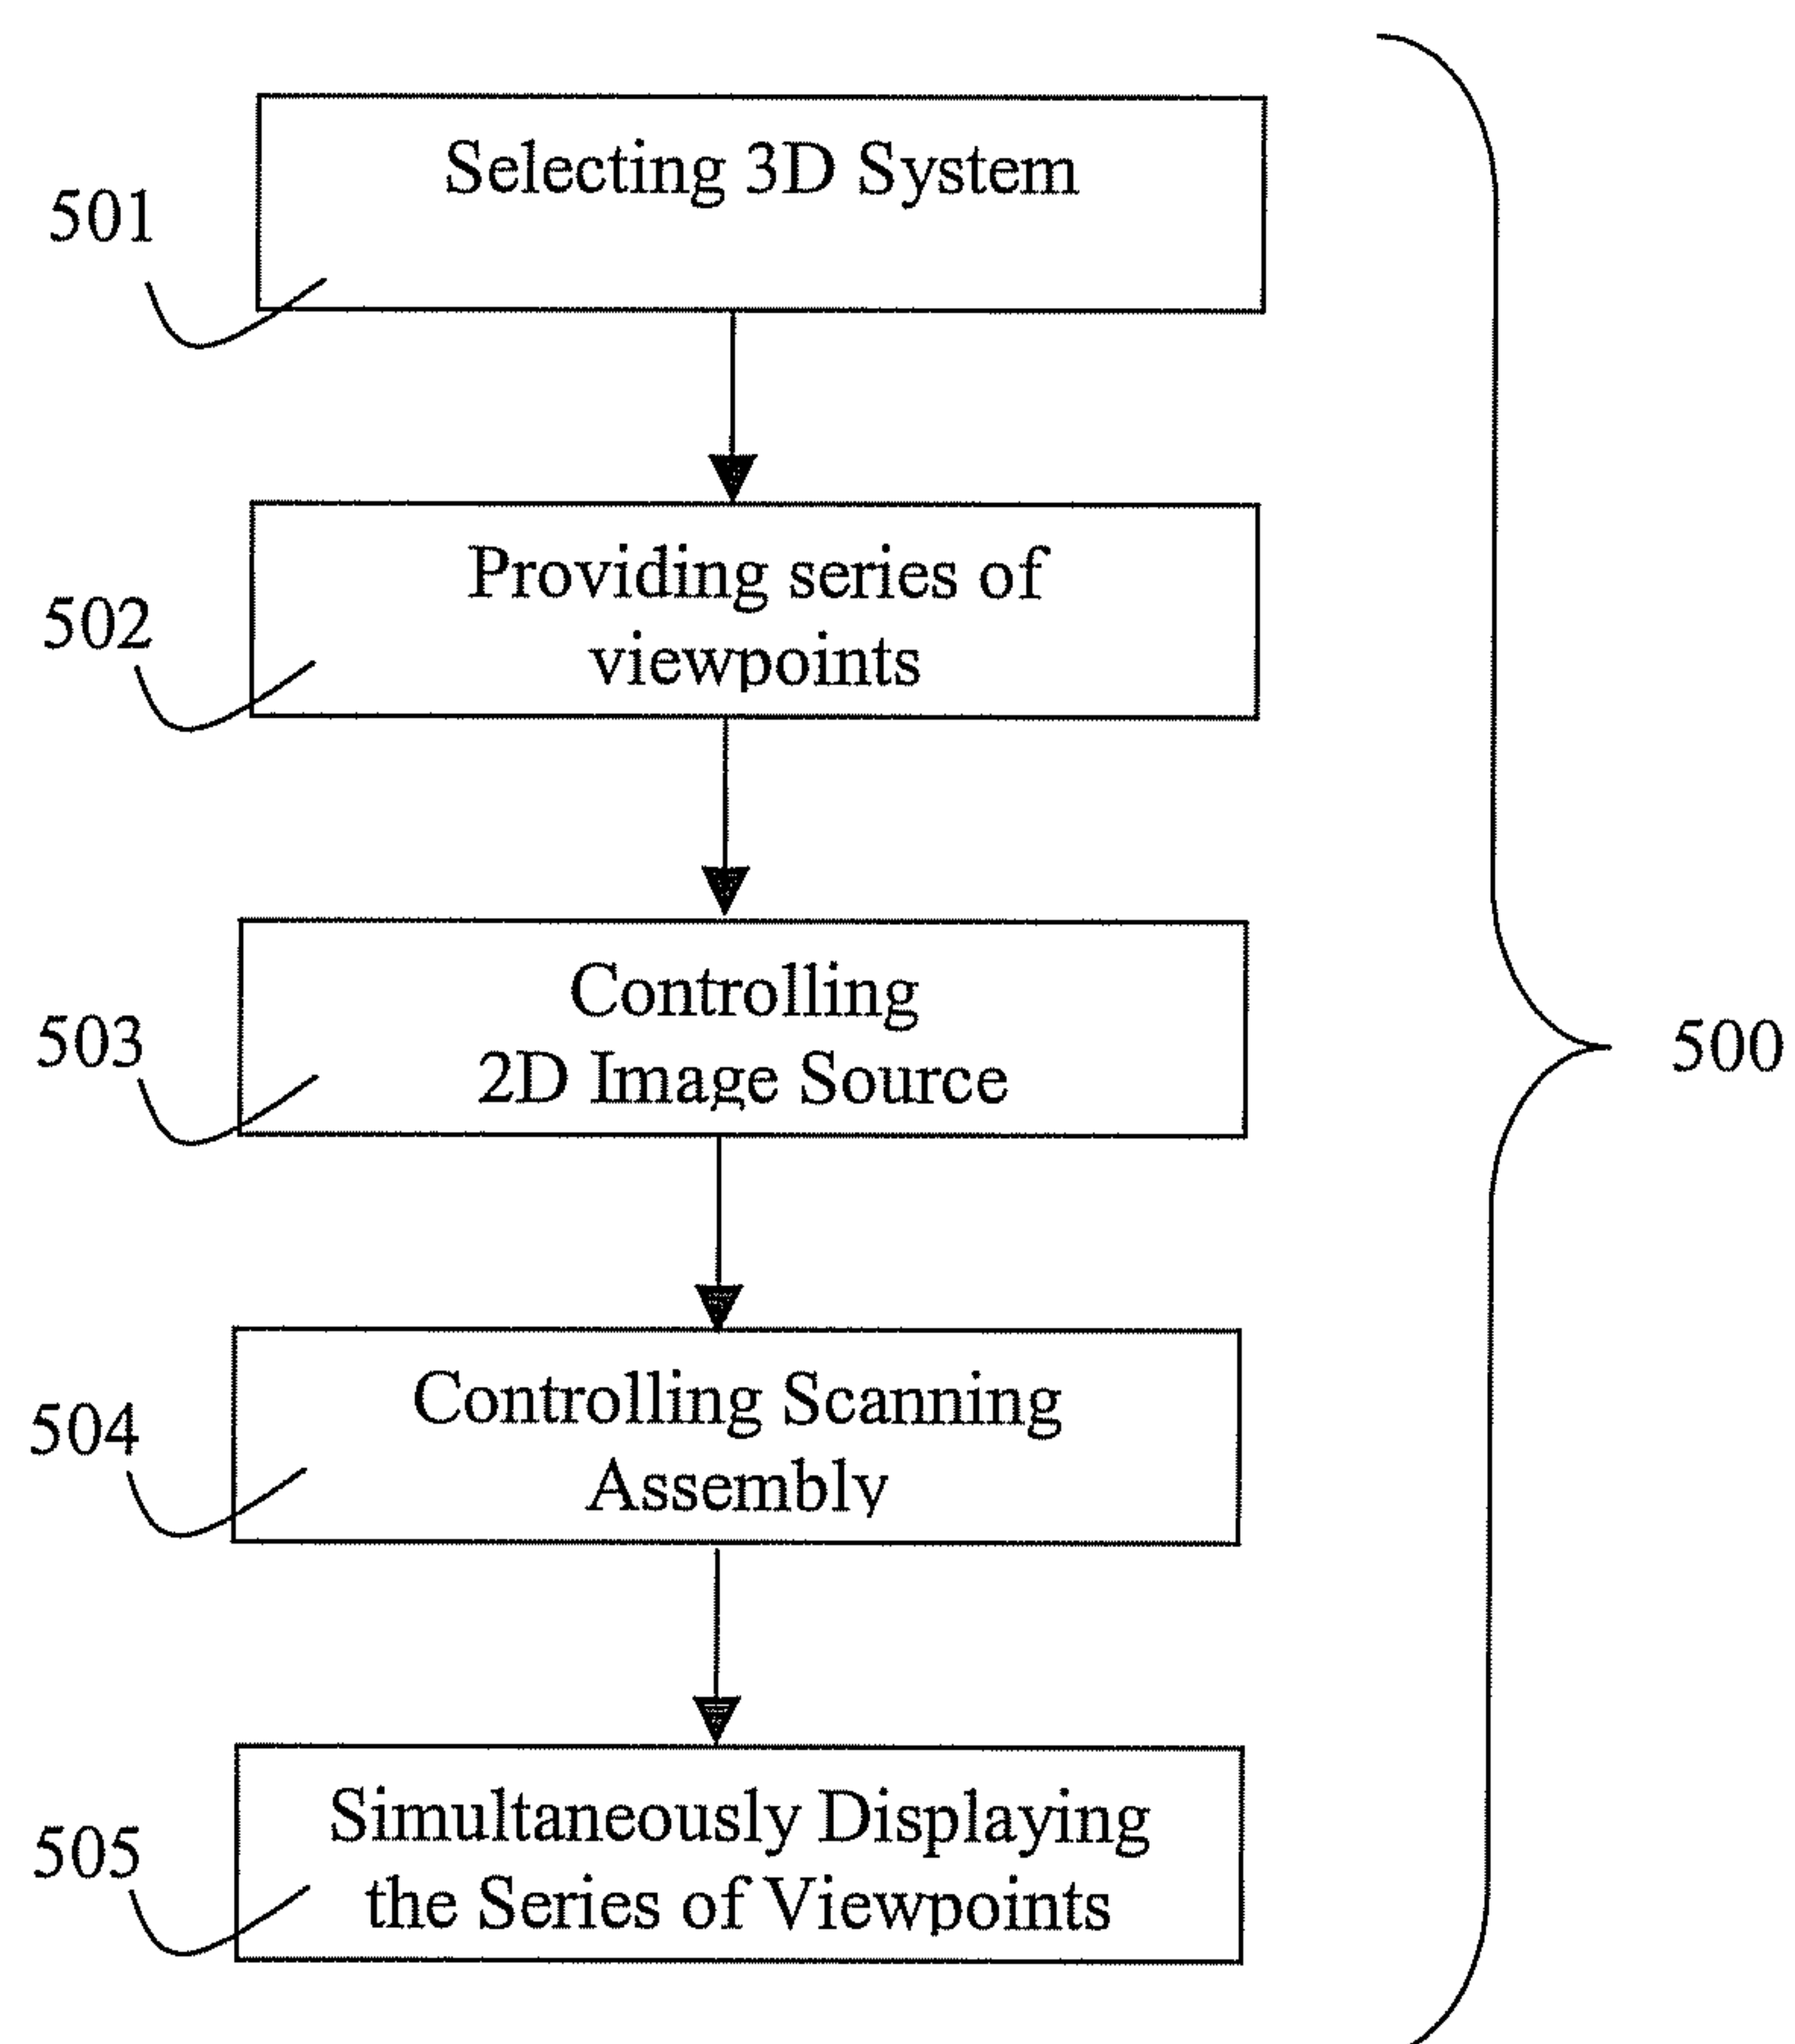 Selecting 3D System
501
Providing series of
viewpoints
502
Controlling
2D Image Source
503
500
Controlling Scanning
Assembly
504
Simultaneously Displaying
the Series of Viewpoints
505